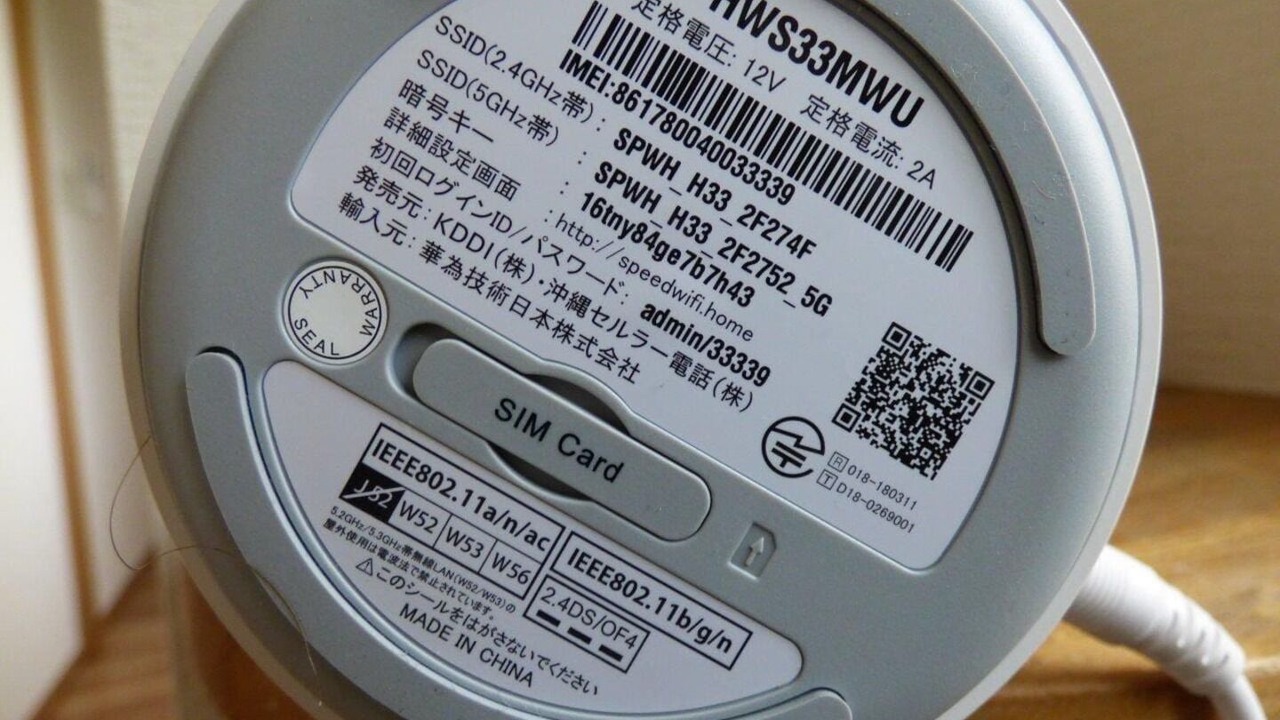 HWS33MWU
定格電圧: 12V 定格電流: 2A
IMEI:861780040033339
SSID(2.4GHz帯): SPWH_H33_2F274F
SSID(5GHz帯) : SPWH_H33_2F2752_5G
暗号キー : 16tny84ge7b7h43
詳細設定画面 :http://speedwifi.home
初回ログインID/パスワード: admin/33339
発売元: KDDI(株)・沖縄セルラー電話(株)
輸入元: 華為技術日本株式会社
R 018-180311
T D18-0269001
WARRANTY SEAL
SIM Card
IEEE802.11a/n/ac
J52 W52 W53 W56
IEEE802.11b/g/n
2.4DS/OF4
5.2GHz/5.3GHz帯無線LAN(W52/W53)の
屋外使用は電波法で禁止されています。
⚠このシールをはがさないでください
MADE IN CHINA